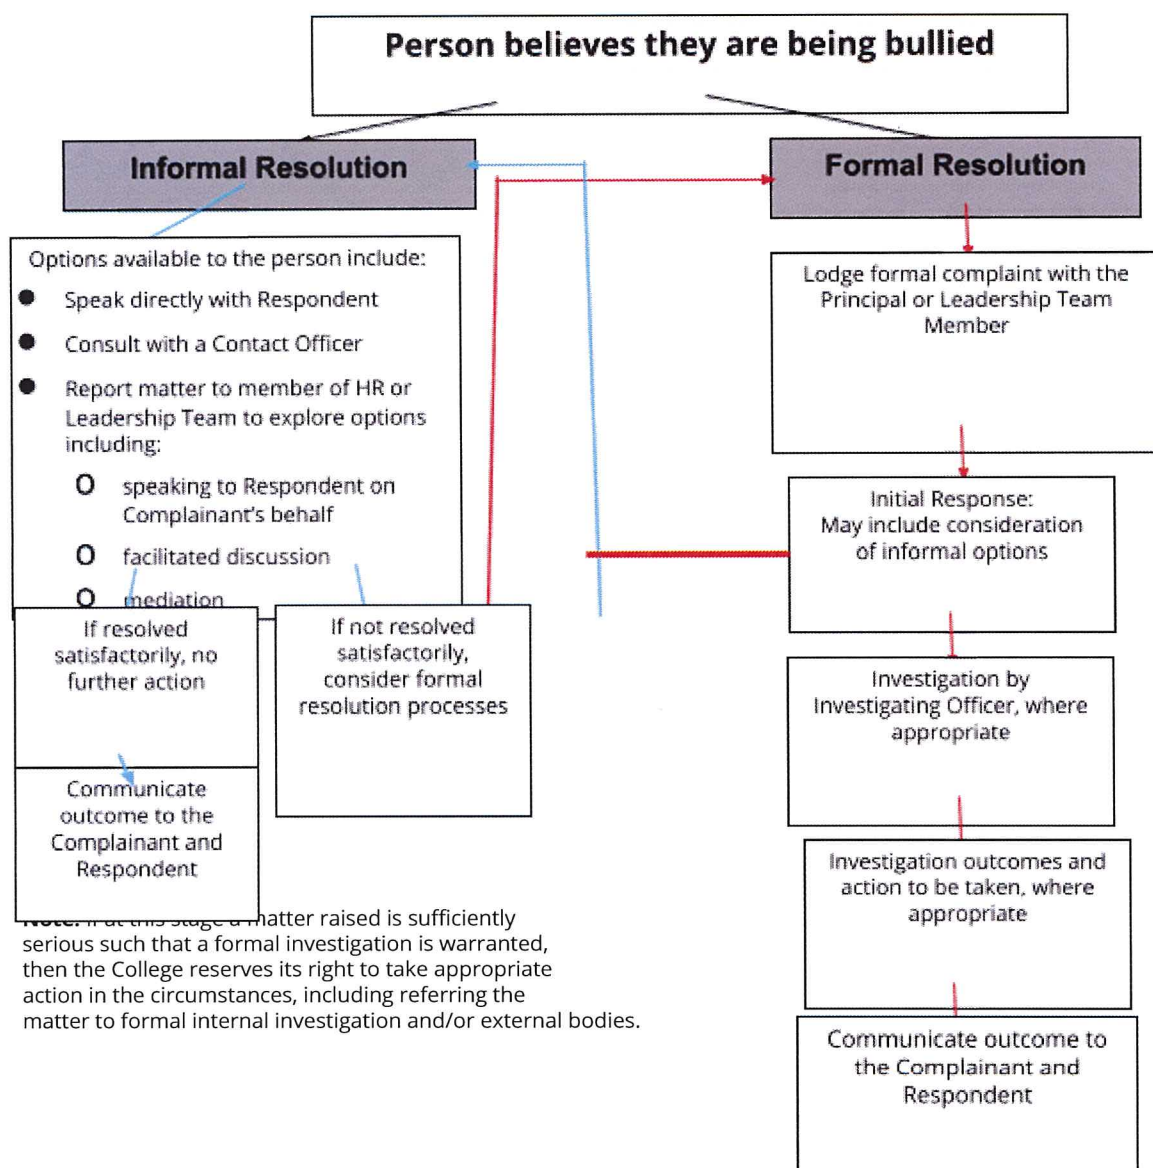 Person believes they are being bullied
Informal Resolution
Formal Resolution
Options available to the person include:
● Speak directly with Respondent
● Consult with a Contact Officer
● Report matter to member of HR or
Leadership Team to explore options
including:
O speaking to Respondent on
Complainant's behalf
O facilitated discussion
O mediation
If resolved
satisfactorily, no
further action
Communicate
outcome to the
Complainant and
Respondent
If not resolved
satisfactorily,
consider formal
resolution processes
Note: If at this stage a matter raised is sufficiently
serious such that a formal investigation is warranted,
then the College reserves its right to take appropriate
action in the circumstances, including referring the
matter to formal internal investigation and/or external bodies.
Lodge formal complaint with the
Principal or Leadership Team
Member
Initial Response:
May include consideration
of informal options
Investigation by
Investigating Officer, where
appropriate
Investigation outcomes and
action to be taken, where
appropriate
Communicate outcome to
the Complainant and
Respondent